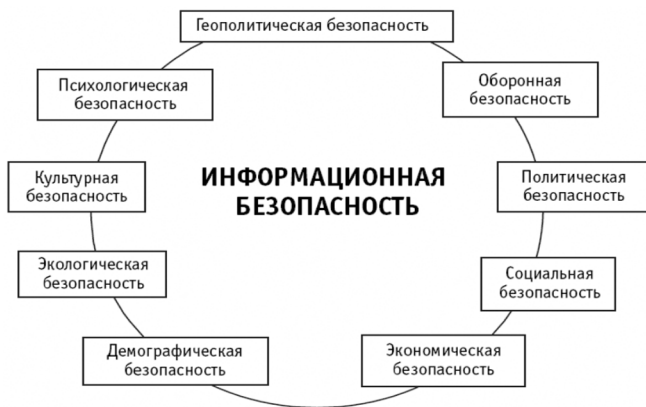 Геополитическая безопасность
Психологическая
безопасность
Оборонная
безопасность
Культурная
безопасность
ИНФОРМАЦИОННАЯ
БЕЗОПАСНОСТЬ
Политическая
безопасность
Экологическая
безопасность
Социальная
безопасность
Демографическая
безопасность
Экономическая
безопасность